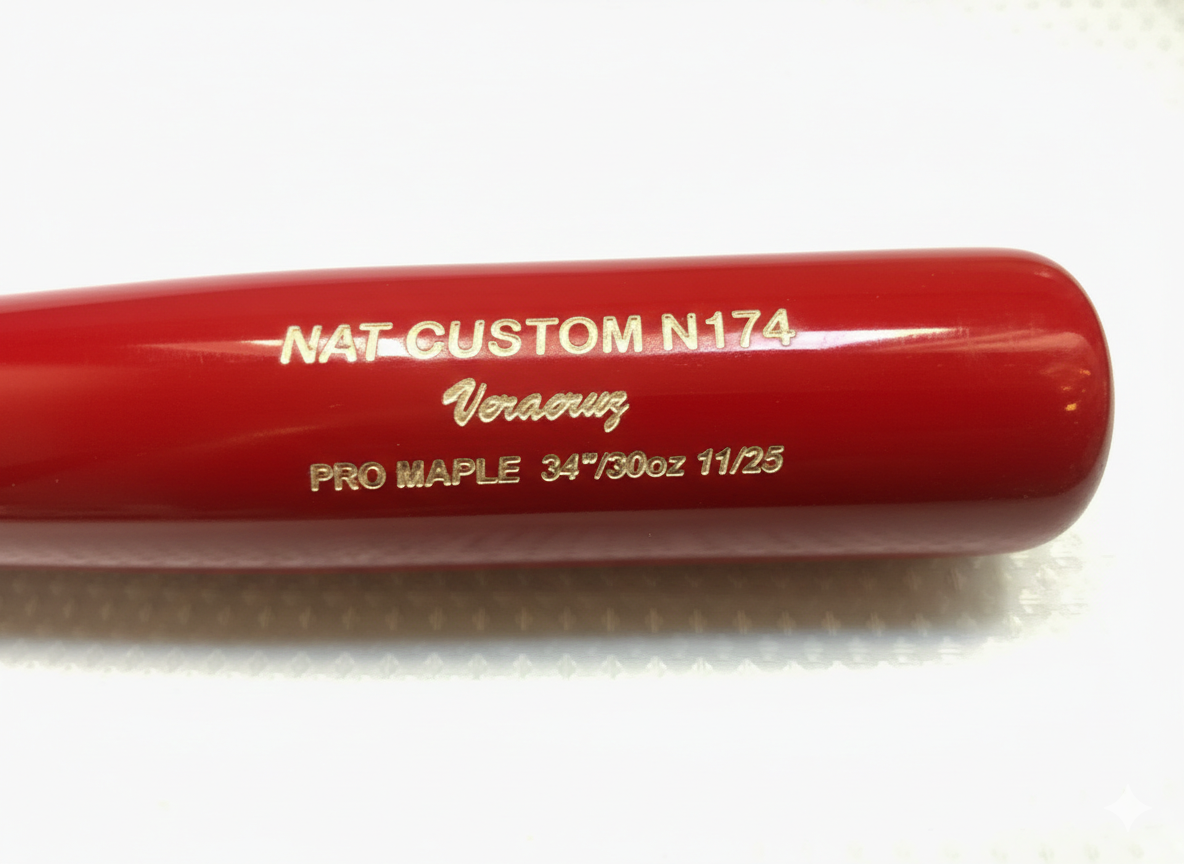 NAT CUSTOM N174
Veracruz
PRO MAPLE 34"/30oz 11/25